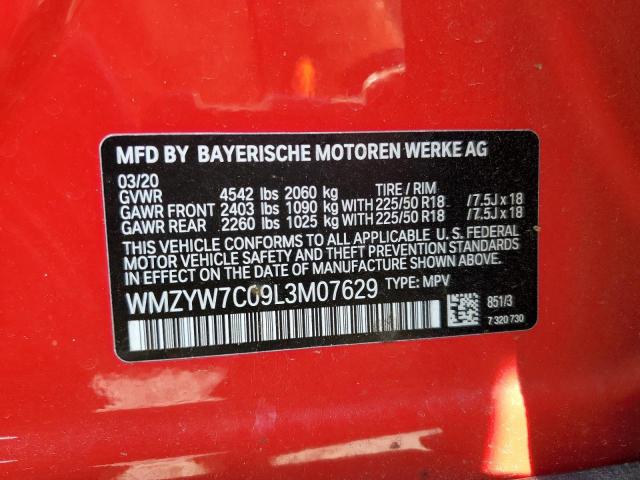 MFD BY BAYERISCHE MOTOREN WERKE AG
03/20
GVWR 4542 lbs 2060 kg TIRE / RIM
GAWR FRONT 2403 lbs 1090 kg WITH 225/50 R18 /7.5J x 18
GAWR REAR 2260 lbs 1025 kg WITH 225/50 R18 /7.5J x 18
THIS VEHICLE CONFORMS TO ALL APPLICABLE U. S. FEDERAL
MOTOR VEHICLE SAFETY AND THEFT PREVENTION STANDARDS
IN EFFECT ON THE DATE OF MANUFACTURE SHOWN ABOVE.
WMZYW7C09L3M07629 TYPE: MPV
851/3
7 320 730